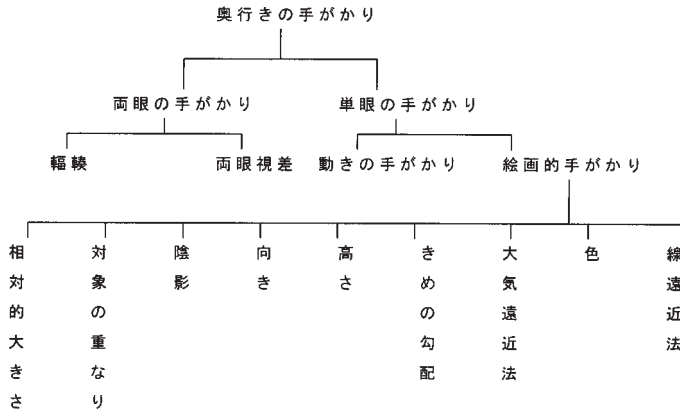 奥行きの手がかり
両眼の手がかり
単眼の手がかり
輻輳
両眼視差
動きの手がかり
絵画的手がかり
相対的大きさ
対象の重なり
陰影
向き
高さ
きめの勾配
大気遠近法
色
線遠近法